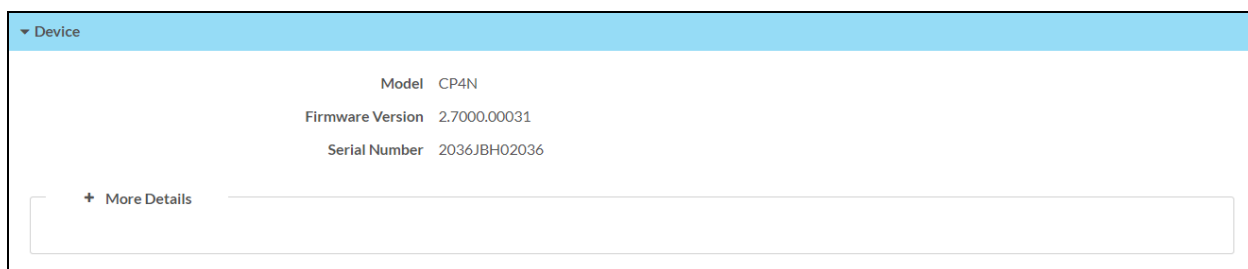 Device
Model CP4N
Firmware Version 2.7000.00031
Serial Number 2036JBH02036
+ More Details